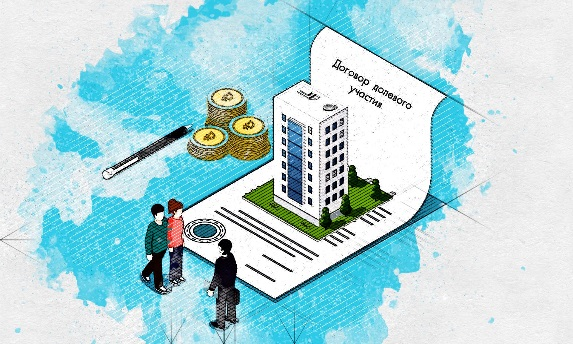 Договор долевого
участия